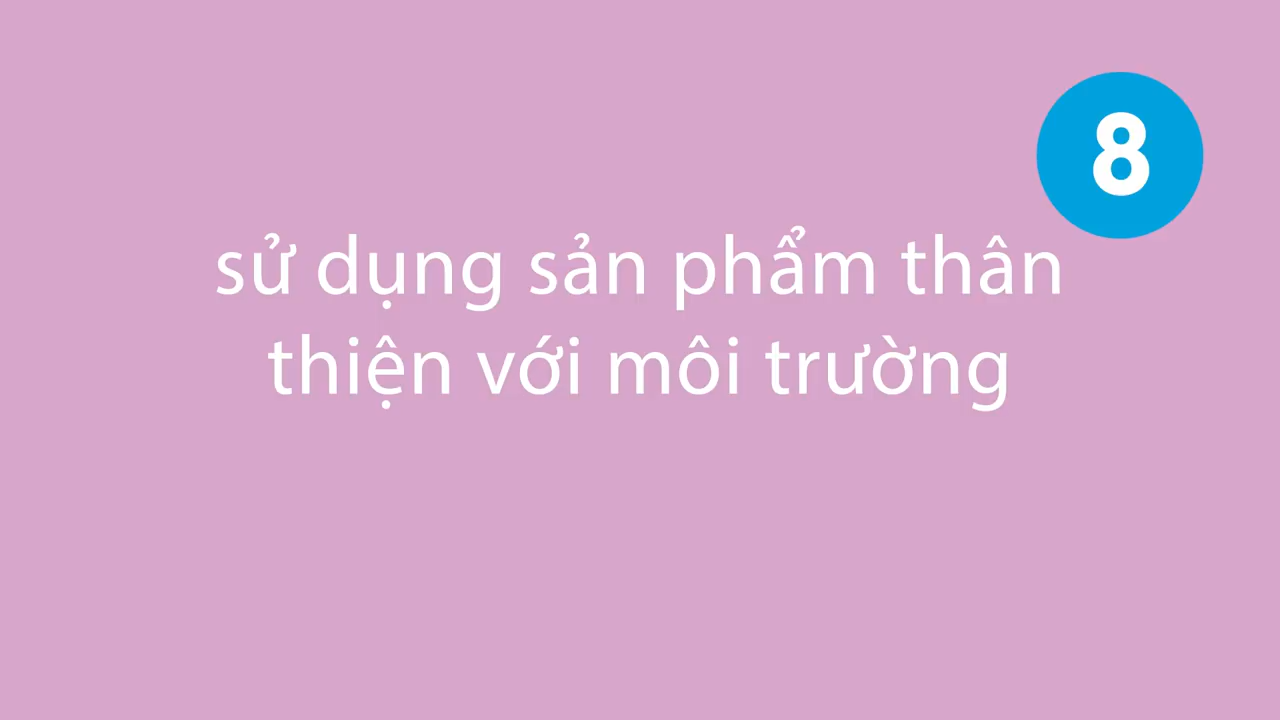 8
sử dụng sản phẩm thân
thiện với môi trường